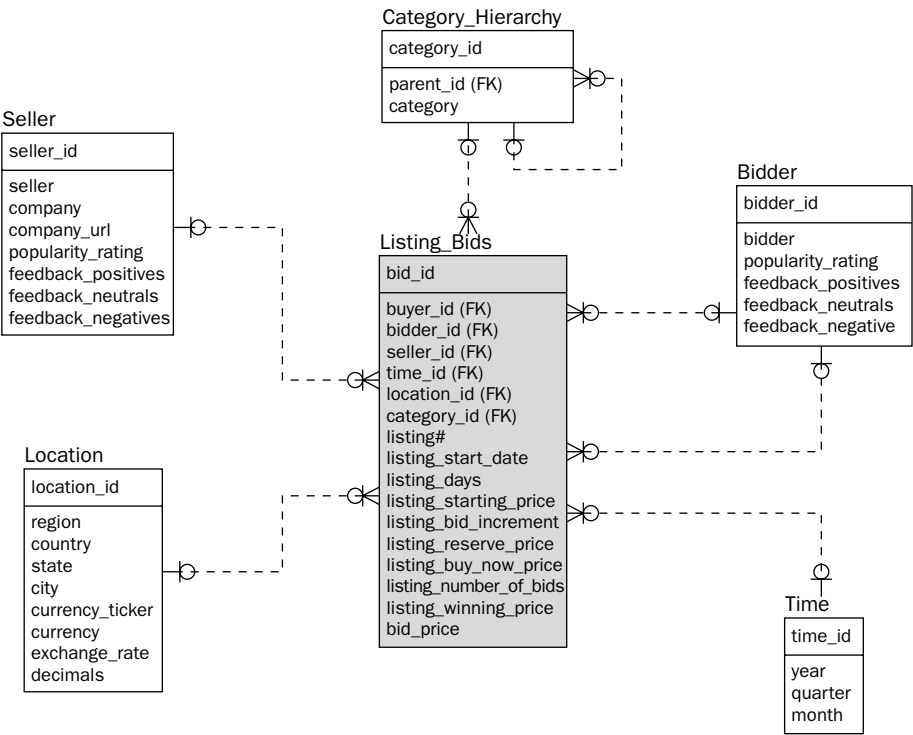 Category_Hierarchy
category_id
parent_id (FK)
category
Seller
seller_id
seller
company
company_url
popularity_rating
feedback_positives
feedback_neutrals
feedback_negatives
Bidder
bidder_id
bidder
popularity_rating
feedback_positives
feedback_neutrals
feedback_negative
Listing_Bids
bid_id
buyer_id (FK)
bidder_id (FK)
seller_id (FK)
time_id (FK)
location_id (FK)
category_id (FK)
listing#
listing_start_date
listing_days
listing_starting_price
listing_bid_increment
listing_reserve_price
listing_buy_now_price
listing_number_of_bids
listing_winning_price
bid_price
Location
location_id
region
country
state
city
currency_ticker
currency
exchange_rate
decimals
Time
time_id
year
quarter
month